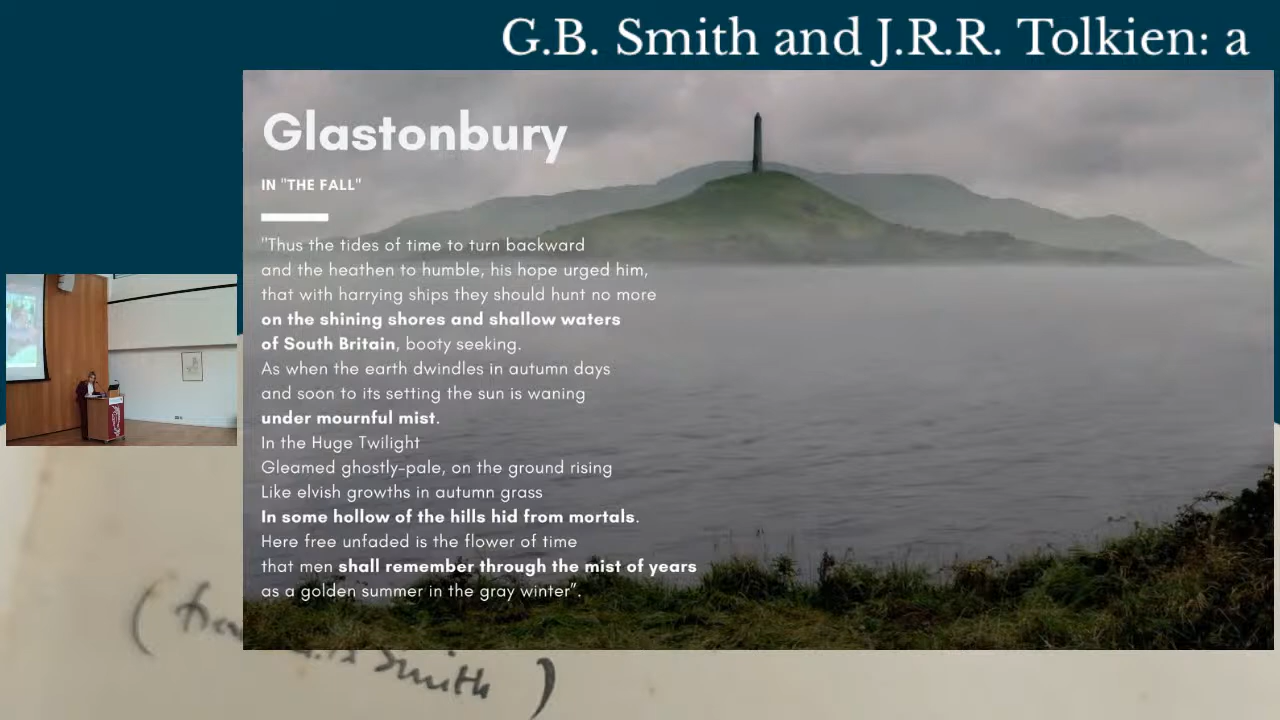 G.B. Smith and J.R.R. Tolkien: a
Glastonbury
IN "THE FALL"
"Thus the tides of time to turn backward
and the heathen to humble, his hope urged him,
that with harrying ships they should hunt no more
on the shining shores and shallow waters
of South Britain, booty seeking.
As when the earth dwindles in autumn days
and soon to its setting the sun is waning
under mournful mist.
In the Huge Twilight
Gleamed ghostly-pale, on the ground rising
Like elvish growths in autumn grass
In some hollow of the hills hid from mortals.
Here free unfaded is the flower of time
that men shall remember through the mist of years
as a golden summer in the gray winter”.
Smith )